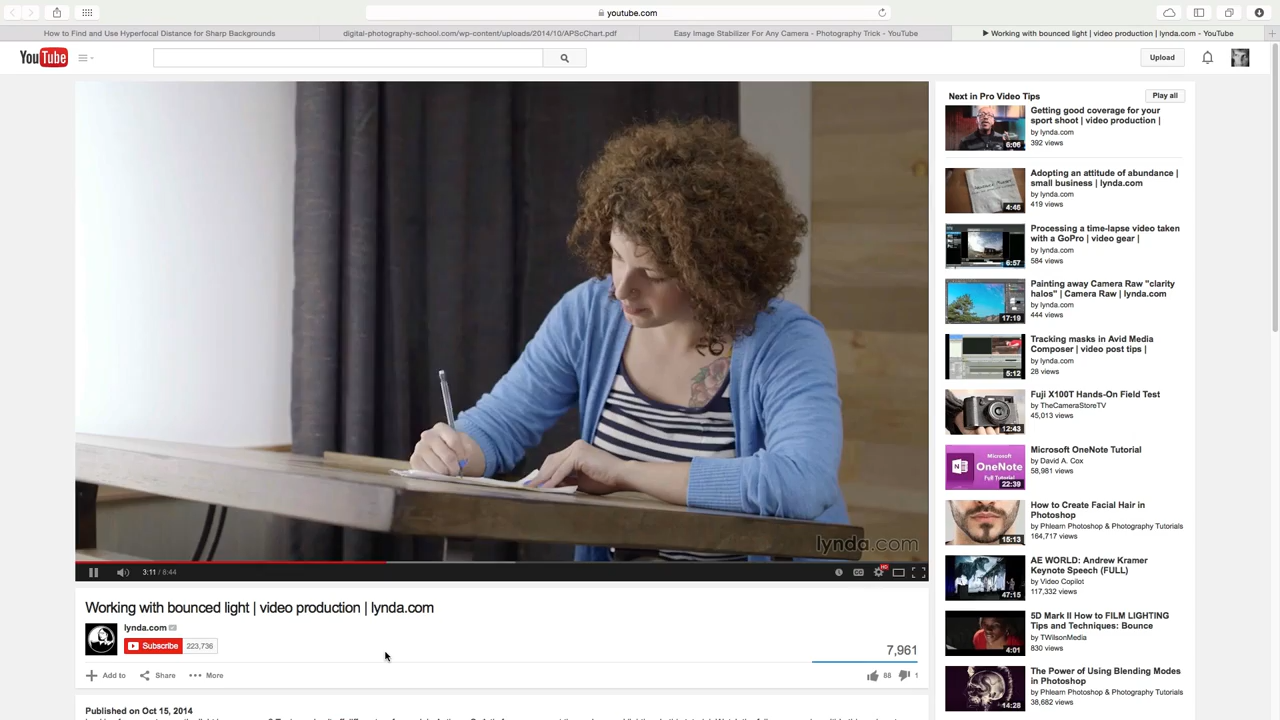 youtube.com
How to Find and Use Hyperfocal Distance for Sharp Backgrounds
digital-photography-school.com/wp-content/uploads/2014/10/APScChart.pdf
Easy Image Stabilizer For Any Camera - Photography Trick - YouTube
Working with bounced light | video production | lynda.com - YouTube
YouTube
Upload
Next in Pro Video Tips
Play all
Getting good coverage for your
sport shoot | video production |
by lynda.com
392 views
6:06
Adopting an attitude of abundance |
small business | lynda.com
by lynda.com
419 views
4:46
Processing a time-lapse video taken
with a GoPro | video gear |
by lynda.com
584 views
6:57
Painting away Camera Raw "clarity
halos" | Camera Raw | lynda.com
by lynda.com
444 views
17:19
Tracking masks in Avid Media
Composer | video post tips |
by lynda.com
28 views
5:12
Fuji X100T Hands-On Field Test
by TheCameraStoreTV
45,013 views
12:43
Microsoft OneNote Tutorial
by David A. Cox
58,981 views
Microsoft
OneNote
Full Tutorial
22:39
How to Create Facial Hair in
Photoshop
by Phlearn Photoshop & Photography Tutorials
164,717 views
15:13
AE WORLD: Andrew Kramer
Keynote Speech (FULL)
by Video Copilot
117,332 views
47:15
5D Mark II How to FILM LIGHTING
Tips and Techniques: Bounce
by TWilsonMedia
830 views
4:01
The Power of Using Blending Modes
in Photoshop
by Phlearn Photoshop & Photography Tutorials
38,682 views
14:28
lynda.com
3:11 / 8:44
CC
HD
Working with bounced light | video production | lynda.com
lynda.com
Subscribe
223,736
7,961
Add to
Share
More
88
1
Published on Oct 15, 2014